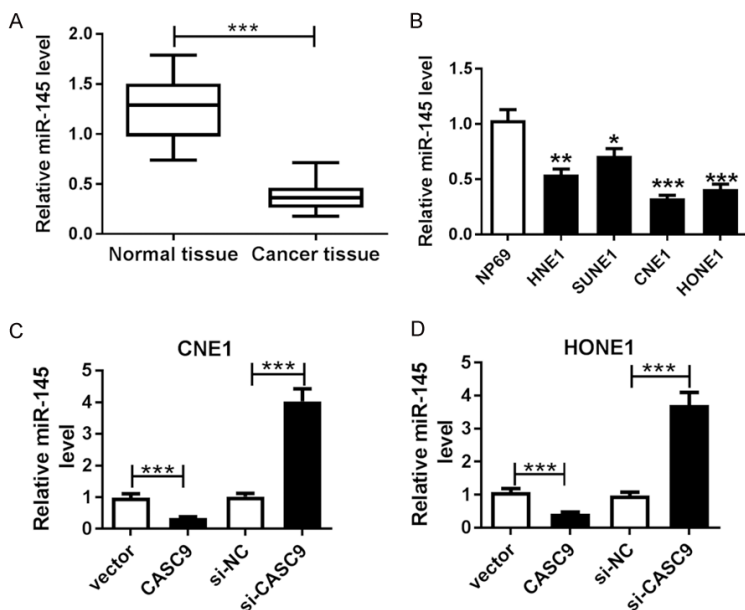 A
***
Relative miR-145 level
2.0
1.5
1.0
0.5
0.0
Normal tissue
Cancer tissue
B
Relative miR-145 level
1.5
1.0
0.5
0.0
**
*
***
***
NP69
HNE1
SUNE1
CNE1
HONE1
C
CNE1
Relative miR-145
level
5
4
3
2
1
0
***
***
vector
CASC9
si-NC
si-CASC9
D
HONE1
Relative miR-145
level
5
4
3
2
1
0
***
***
vector
CASC9
si-NC
si-CASC9